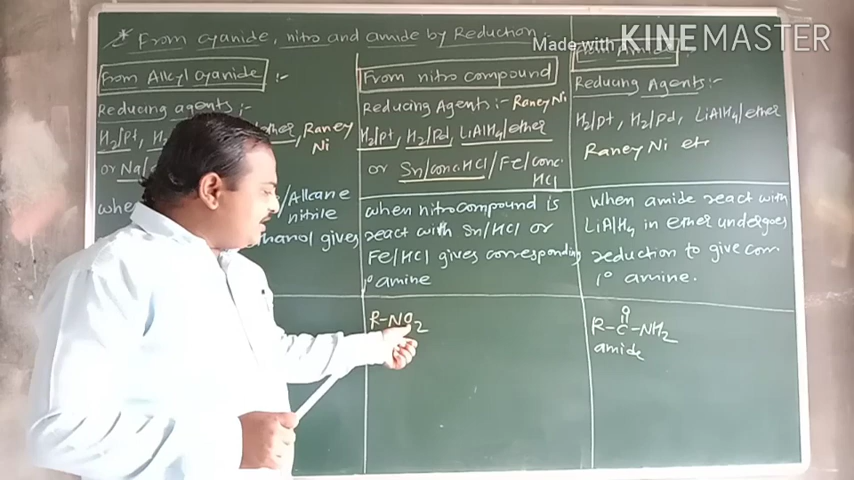 From cyanide, nitro and amide by Reduction:-
Made with KINEMASTER
From Alkyl cyanide :-
Reducing agents :-
H2/Pt, ether, Raney Ni
or Na/
/Alkane nitrile
thanol gives
From nitro compound
Reducing Agents :- Raney Ni
H2/Pt, H2/Pd, LiAlH4/ether
or Sn/conc.HCl/Fe/conc. HCl
when nitrocompound is
react with Sn/HCl or
Fe/HCl gives corresponding
1° amine
R-NO2
Reducing Agents :-
H2/Pt, H2/Pd, LiAlH4/ether
Raney Ni etc
When amide react with
LiAlH4 in ether undergoes
reduction to give corr.
1° amine.
O
R-C-NH2
amide